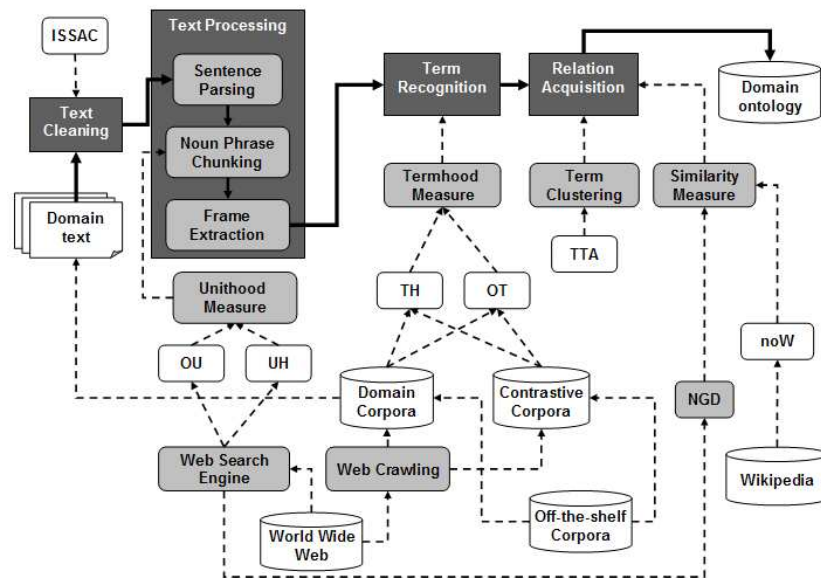 ISSAC
Text Processing
Sentence
Parsing
Noun Phrase
Chunking
Frame
Extraction
Text
Cleaning
Domain
text
Term
Recognition
Relation
Acquisition
Domain
ontology
Termhood
Measure
Term
Clustering
Similarity
Measure
TTA
Unithood
Measure
TH
OT
OU
UH
noW
Domain
Corpora
Contrastive
Corpora
NGD
Web Search
Engine
Web Crawling
Wikipedia
World Wide
Web
Off-the-shelf
Corpora